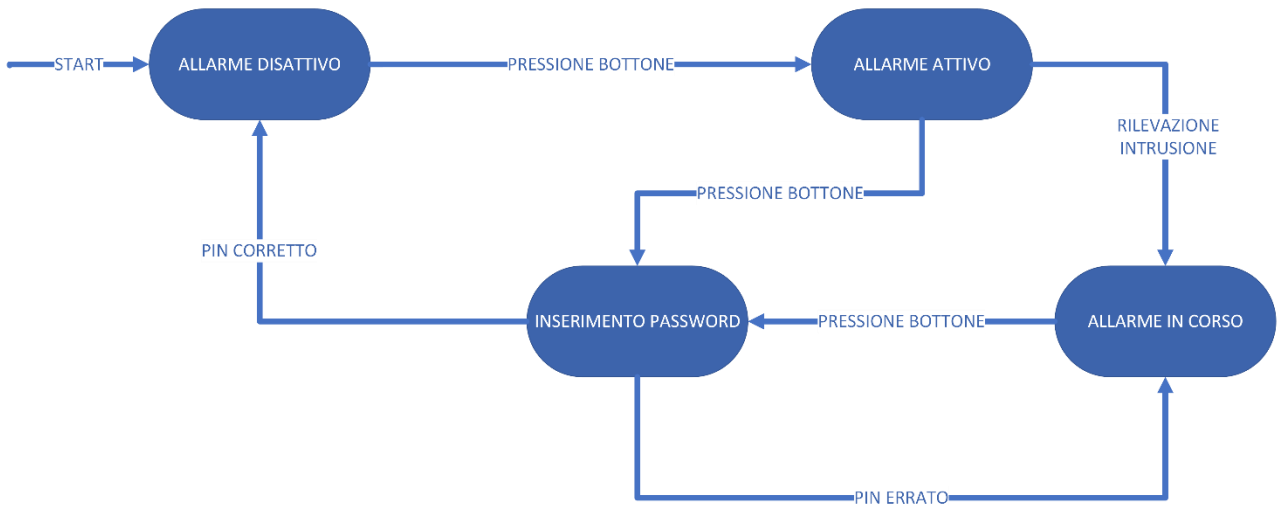 START
ALLARME DISATTIVO
PRESSIONE BOTTONE
ALLARME ATTIVO
RILEVAZIONE
INTRUSIONE
PRESSIONE BOTTONE
PIN CORRETTO
INSERIMENTO PASSWORD
PRESSIONE BOTTONE
ALLARME IN CORSO
PIN ERRATO